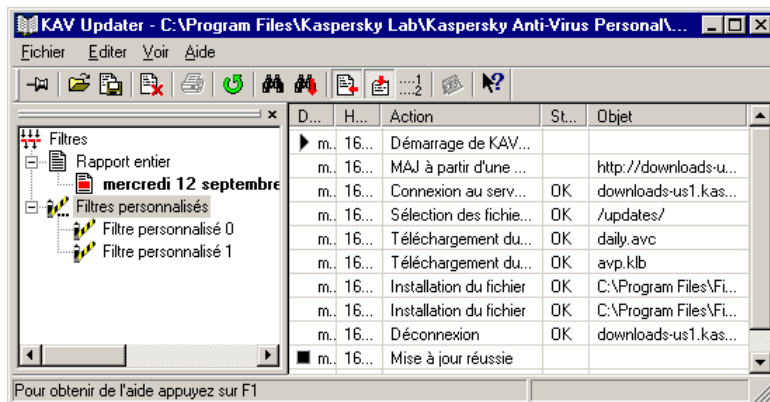 KAV Updater - C:\Program Files\Kaspersky Lab\Kaspersky Anti-Virus Personal\...
Fichier Editer Voir Aide
Filtres
Rapport entier
mercredi 12 septembre
Filtres personnalisés
Filtre personnalisé 0
Filtre personnalisé 1
D... H... Action St... Objet
m.. 16... Démarrage de KAV...
m.. 16... MAJ à partir d'une ... http://downloads-u...
m.. 16... Connexion au serv... OK downloads-us1.kas...
m.. 16... Sélection des fichie... OK /updates/
m.. 16... Téléchargement du... OK daily.avc
m.. 16... Téléchargement du... OK avp.klb
m.. 16... Installation du fichier OK C:\Program Files\Fi...
m.. 16... Installation du fichier OK C:\Program Files\Fi...
m.. 16... Déconnexion OK downloads-us1.kas...
m.. 16... Mise à jour réussie
Pour obtenir de l'aide appuyez sur F1